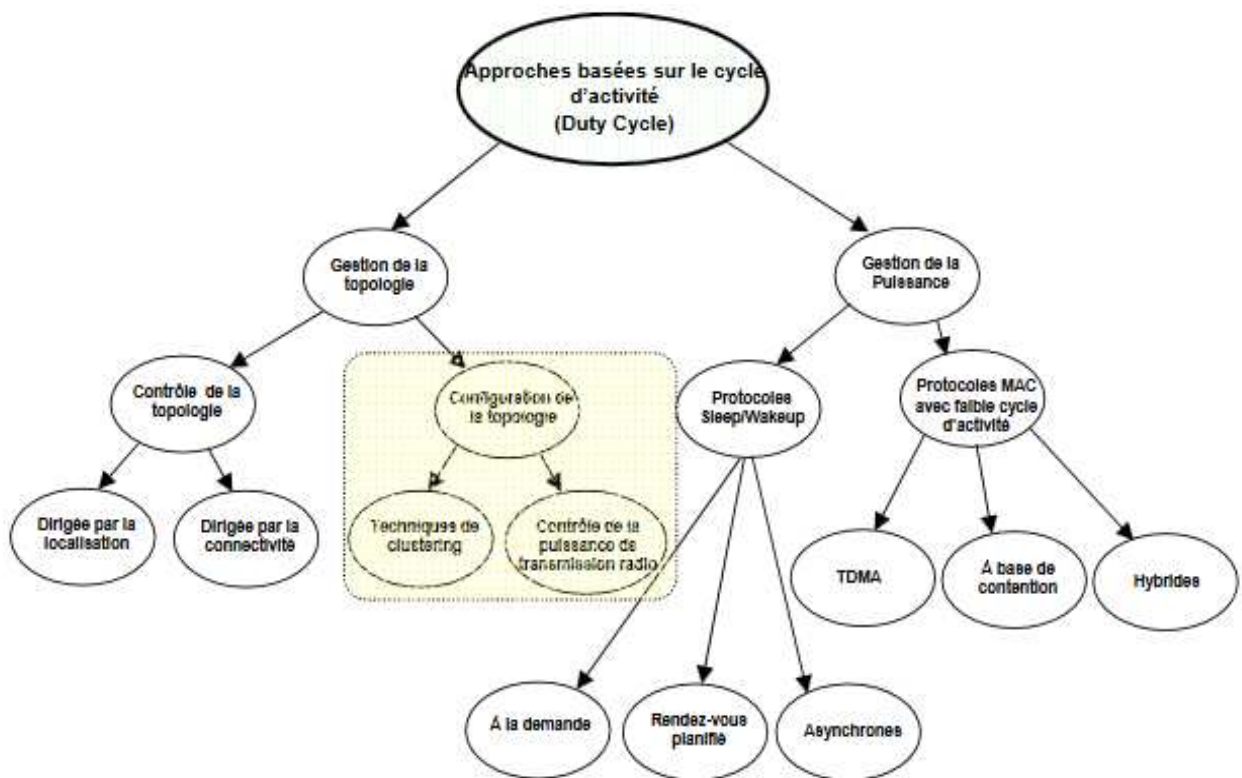 Approches basées sur le cycle
d'activité
(Duty Cycle)
Gestion de la
topologie
Gestion de la
Puissance
Contrôle de la
topologie
Configuration de
la topologie
Protocoles
Sleep/Wakeup
Protocoles MAC
avec faible cycle
d'activité
Dirigée par la
localisation
Dirigée par la
connectivité
Techniques de
clustering
Contrôle de la
puissance de
transmission radio
TDMA
A base de
contention
Hybrides
A la demande
Rendez-vous
planifié
Asynchrones